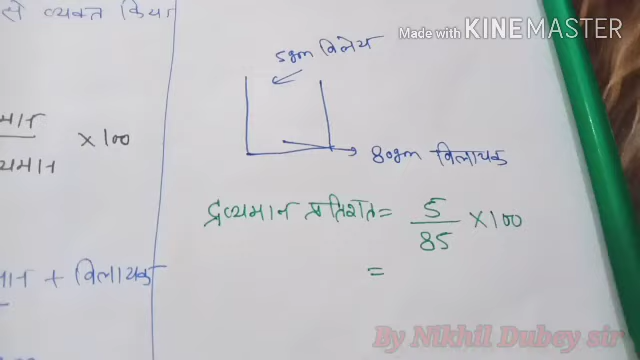 से व्यक्त किया
Made with KINEMASTER
5gm विलेय
× 100
80gm विलायक
द्रव्यमान प्रतिशत = 5/85 × 100
=
+ विलायक
By Nikhil Dubey sir